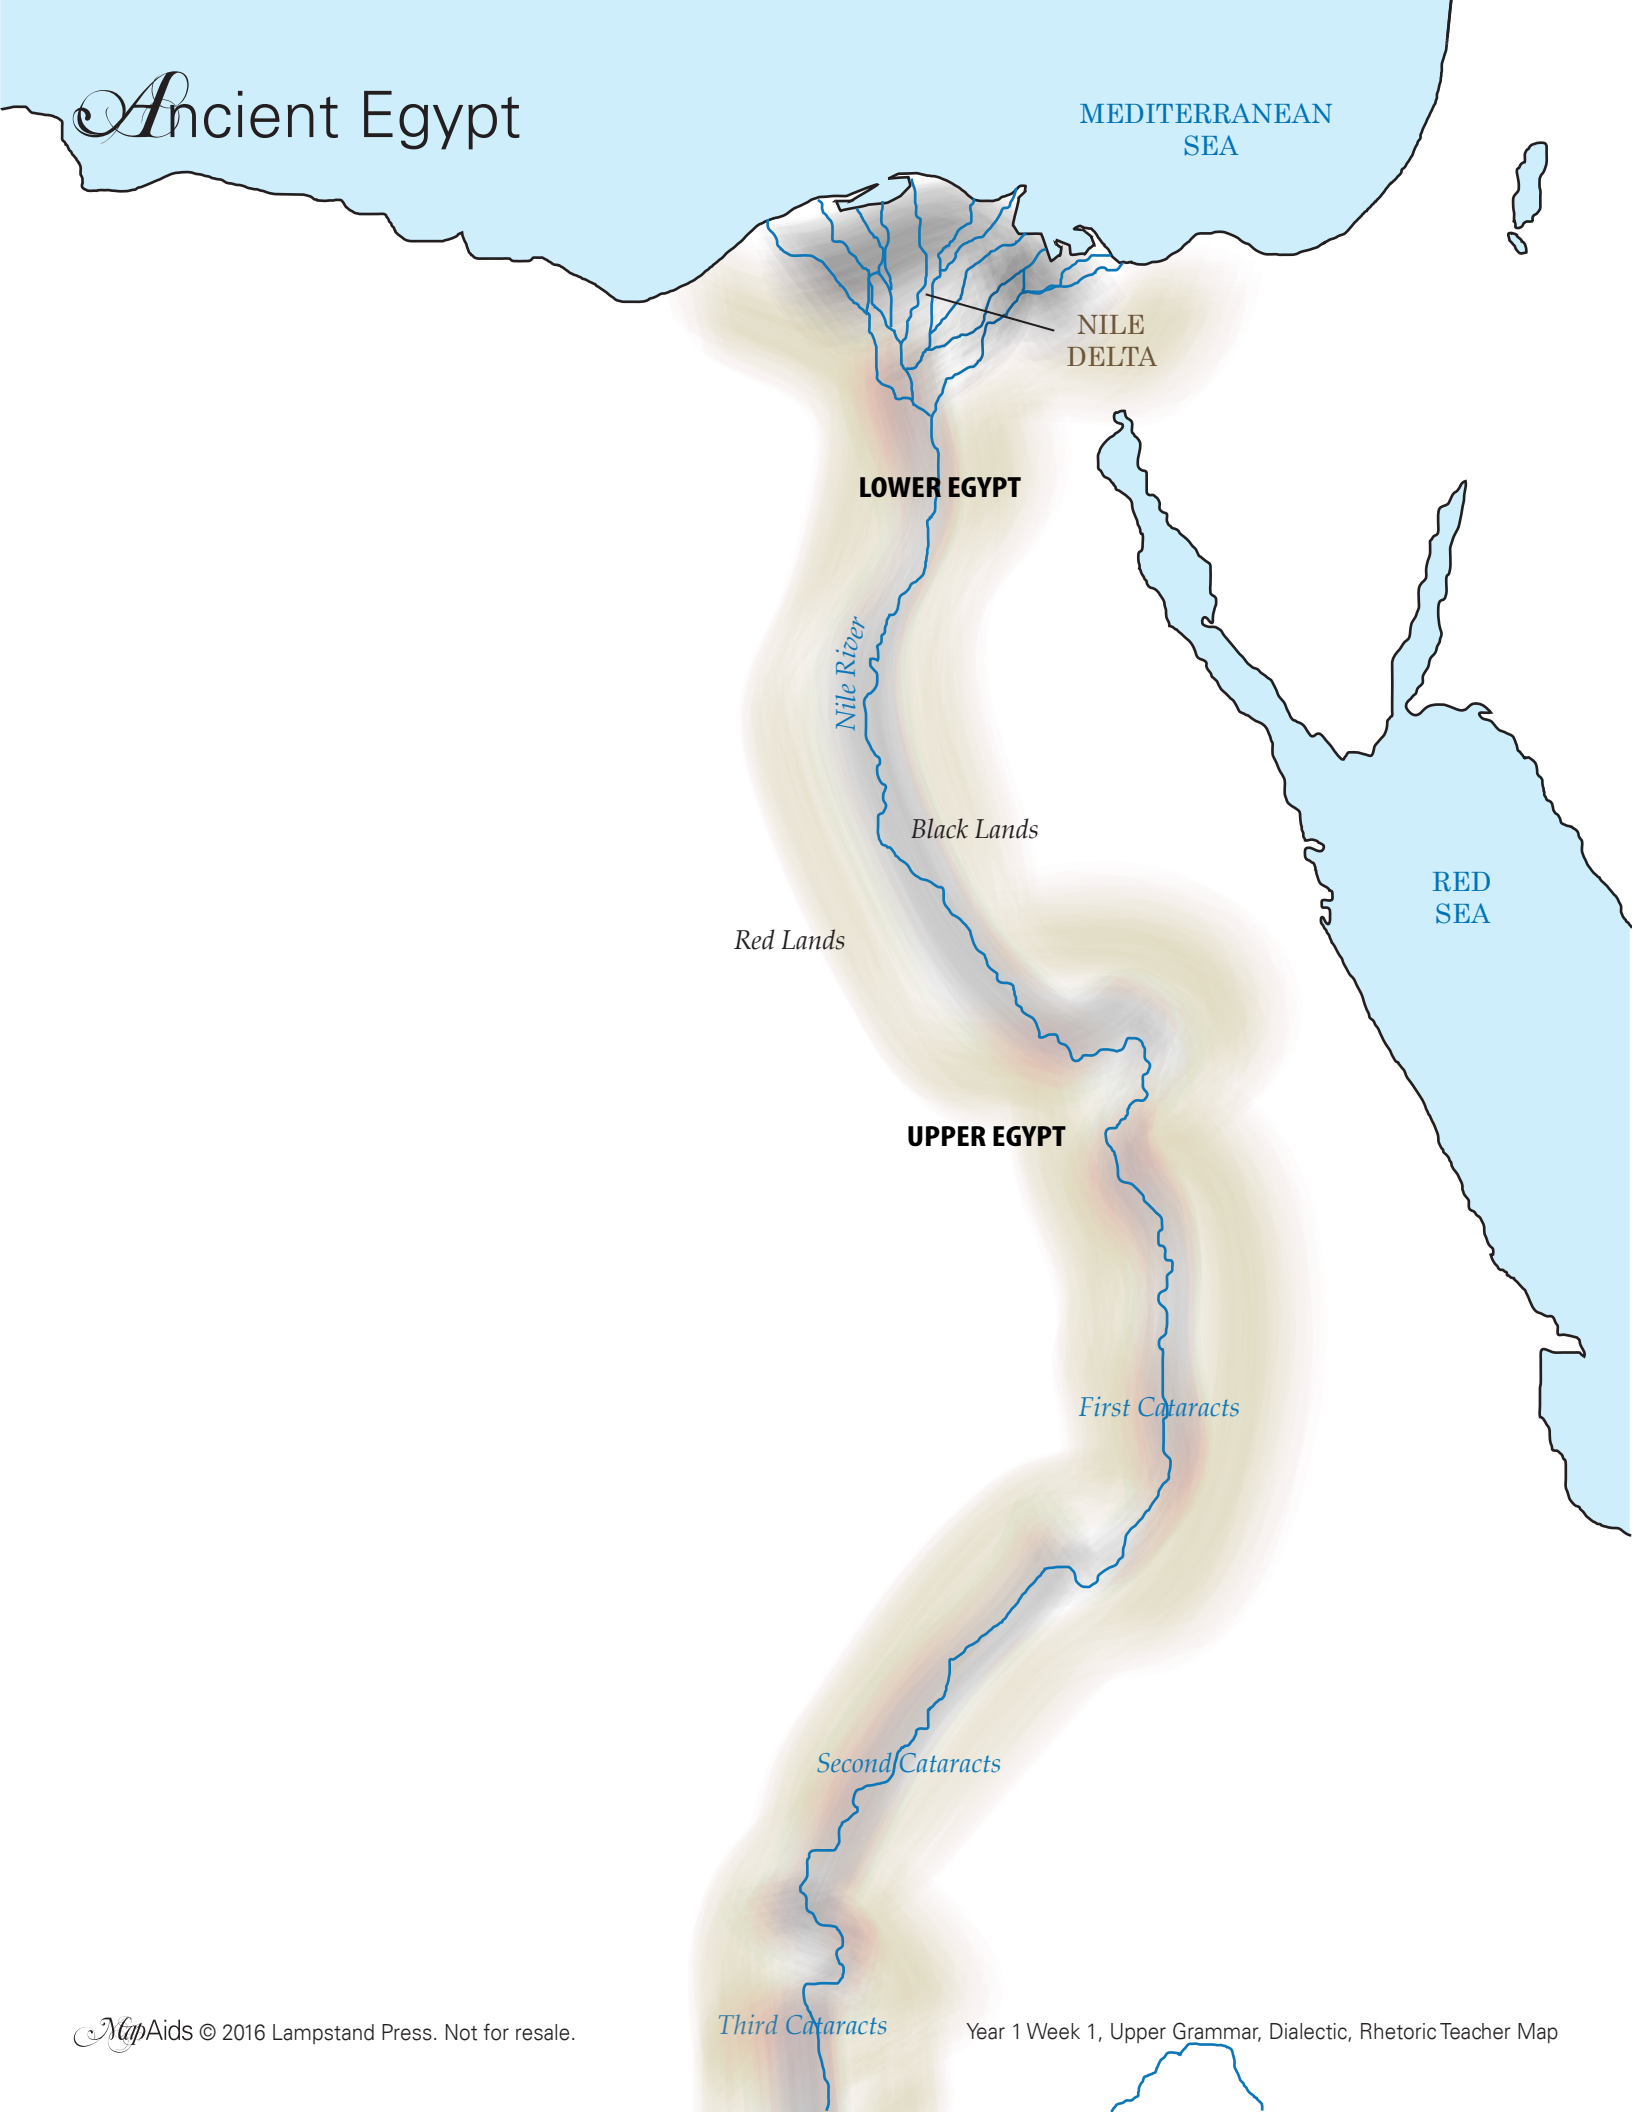 Ancient Egypt
MEDITERRANEAN
SEA
NILE
DELTA
LOWER EGYPT
Nile River
Black Lands
RED
SEA
Red Lands
UPPER EGYPT
First Cataracts
Second Cataracts
Third Cataracts
MapAids © 2016 Lampstand Press. Not for resale.
Year 1 Week 1, Upper Grammar, Dialectic, Rhetoric Teacher Map